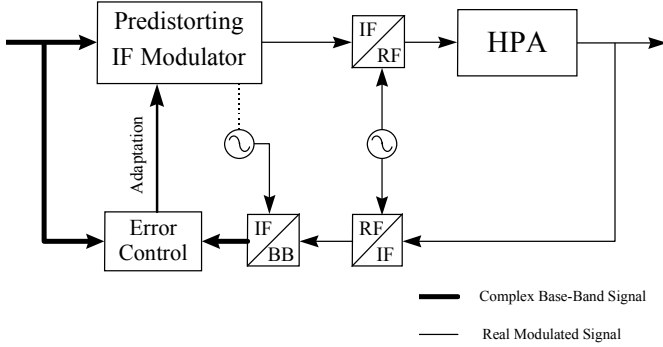 Predistorting
IF Modulator
IF
RF
HPA
Adaptation
Error
Control
IF
BB
RF
IF
Complex Base-Band Signal
Real Modulated Signal